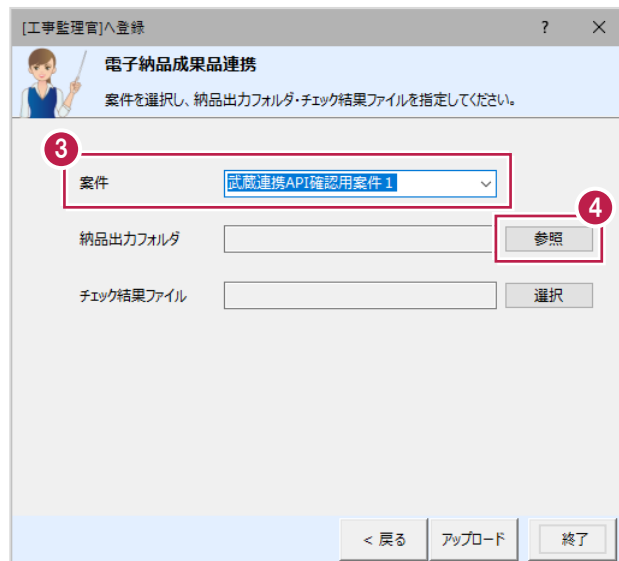 [工事監理官]へ登録 ? ×
電子納品成果品連携
案件を選択し、納品出力フォルダ・チェック結果ファイルを指定してください。
3
案件 武蔵連携API確認用案件1
4
納品出力フォルダ 参照
チェック結果ファイル 選択
< 戻る アップロード 終了